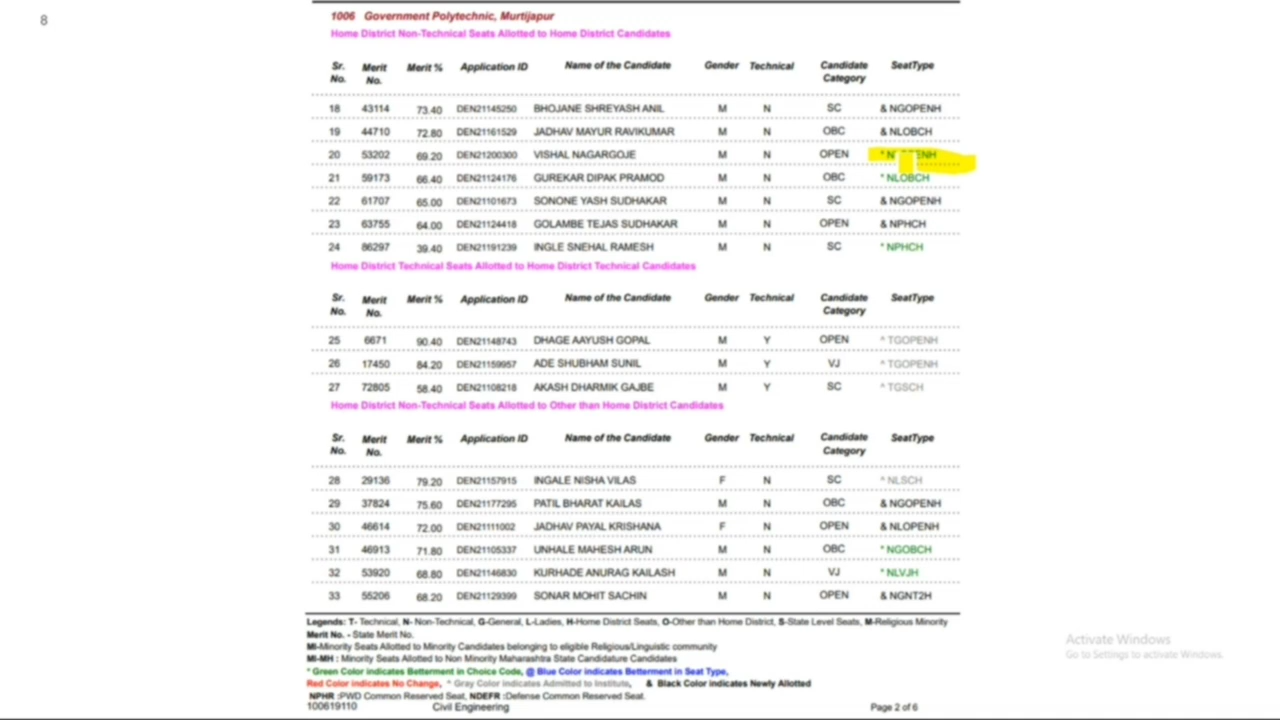 8
1006 Government Polytechnic, Murtijapur
Home District Non-Technical Seats Allotted to Home District Candidates
Sr. No. Merit No. Merit % Application ID Name of the Candidate Gender Technical Candidate Category SeatType
18 43114 73.40 DEN21145250 BHOJANE SHREYASH ANIL M N SC & NGOPENH
19 44710 72.80 DEN21161529 JADHAV MAYUR RAVIKUMAR M N OBC & NLOBCH
20 53202 69.20 DEN21200300 VISHAL NAGARGOJE M N OPEN
21 59173 66.40 DEN21124176 GUREKAR DIPAK PRAMOD M N OBC * NLOBCH
22 61707 65.00 DEN21101673 SONONE YASH SUDHAKAR M N SC & NGOPENH
23 63755 64.00 DEN21124418 GOLAMBE TEJAS SUDHAKAR M N OPEN & NPHCH
24 86297 39.40 DEN21191239 INGLE SNEHAL RAMESH M N SC * NPHCH
Home District Technical Seats Allotted to Home District Technical Candidates
Sr. No. Merit No. Merit % Application ID Name of the Candidate Gender Technical Candidate Category SeatType
25 6671 90.40 DEN21148743 DHAGE AAYUSH GOPAL M Y OPEN ^ TGOPENH
26 17450 84.20 DEN21159957 ADE SHUBHAM SUNIL M Y VJ ^ TGOPENH
27 72805 58.40 DEN21108218 AKASH DHARMIK GAJBE M Y SC ^ TGSCH
Home District Non-Technical Seats Allotted to Other than Home District Candidates
Sr. No. Merit No. Merit % Application ID Name of the Candidate Gender Technical Candidate Category SeatType
28 29136 79.20 DEN21157915 INGALE NISHA VILAS F N SC ^ NLSCH
29 37824 75.60 DEN21177295 PATIL BHARAT KAILAS M N OBC & NGOPENH
30 46614 72.00 DEN21111002 JADHAV PAYAL KRISHANA F N OPEN & NLOPENH
31 46913 71.80 DEN21105337 UNHALE MAHESH ARUN M N OBC * NGOBCH
32 53920 68.80 DEN21146830 KURHADE ANURAG KAILASH M N VJ * NLVJH
33 55206 68.20 DEN21129399 SONAR MOHIT SACHIN M N OPEN & NGNT2H
Legends: T- Technical, N- Non-Technical, G-General, L-Ladies, H-Home District Seats, O-Other than Home District, S-State Level Seats, M-Religious Minority
Merit No. - State Merit No.
MI-Minority Seats Allotted to Minority Candidates belonging to eligible Religious/Linguistic community
MI-MH : Minority Seats Allotted to Non Minority Maharashtra State Candidature Candidates
* Green Color indicates Betterment in Choice Code, @ Blue Color indicates Betterment in Seat Type,
Red Color indicates No Change, ^ Gray Color indicates Admitted to Institute, & Black Color indicates Newly Allotted
NPHR :PWD Common Reserved Seat, NDEFR :Defense Common Reserved Seat.
100619110 Civil Engineering Page 2 of 6
Activate Windows
Go to Settings to activate Windows.